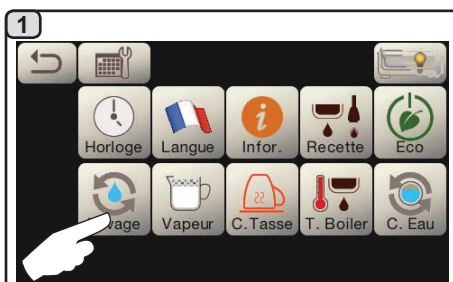 1
Horloge Langue Infor. Recette Eco
Vapeur C.Tasse T. Boiler C. Eau